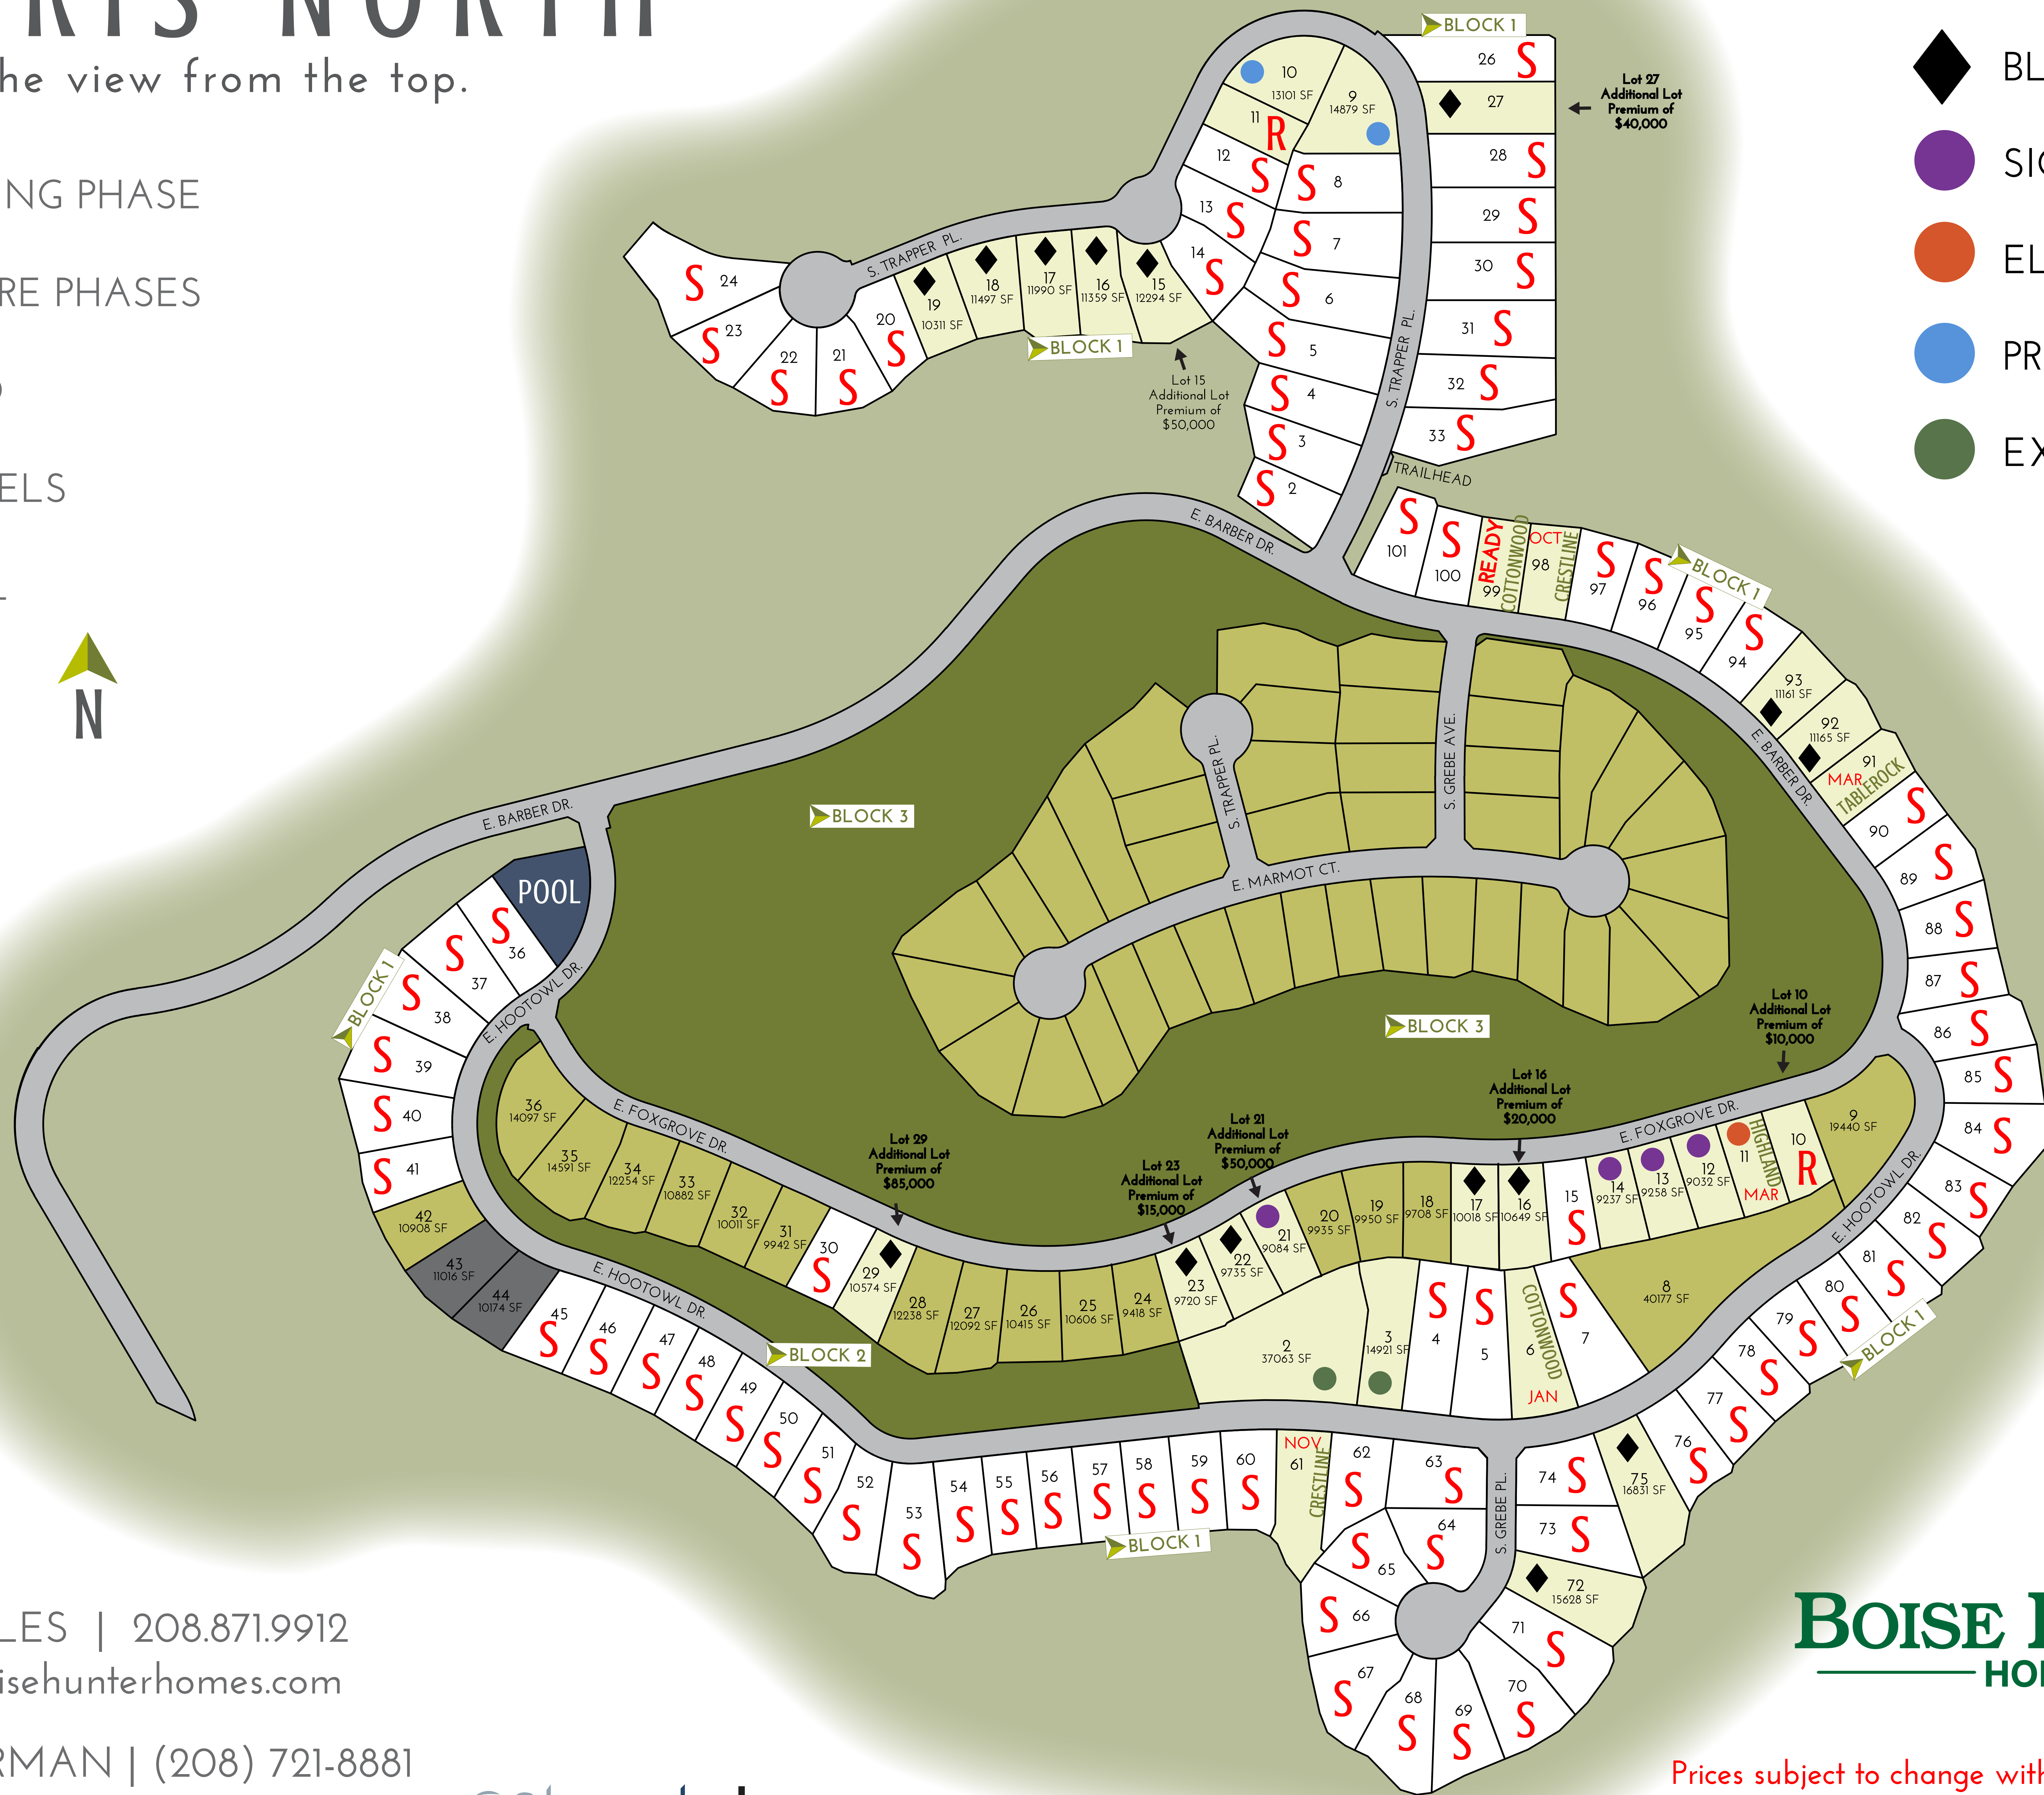 he view from the top.
NG PHASE
RE PHASES
ELS
N
BLOCK 1
26 S
27
Lot 27
Additional Lot
Premium of
$40,000
28 S
29 S
30 S
31 S
32 S
33 S
10
13101 SF
9
14879 SF
11 R
12 S
13 S
14 S
S 8
S 7
S 6
S 5
S 4
S 3
S 2
S. TRAPPER PL.
S. TRAPPER PL.
TRAILHEAD
S 24
S 23
22 S
21 S
20 S
19
10311 SF
18
11497 SF
17
11990 SF
16
11359 SF
15
12294 SF
BLOCK 1
Lot 15
Additional Lot
Premium of
$50,000
BL
SIG
EL
PR
EX
E. BARBER DR.
S 101
S 100
READY
COTTONWOOD
99
OCT
98
CRESTLINE
S 97
S 96
S 95
S 94
BLOCK 1
93
11161 SF
92
11165 SF
91
MAR
TABLEROCK
E. BARBER DR.
90 S
89 S
88 S
87 S
86 S
85 S
84 S
83 S
82 S
81 S
80 S
79 S
78 S
77 S
76 S
BLOCK 1
S. TRAPPER PL.
S. GREBE AVE.
E. MARMOT CT.
BLOCK 3
BLOCK 3
E. BARBER DR.
POOL
S 36
S 37
S 38
S 39
S 40
S 41
BLOCK 1
E. HOOTOWL DR.
42
10908 SF
43
11016 SF
44
10174 SF
36
14097 SF
35
14591 SF
34
12254 SF
33
10882 SF
32
10011 SF
31
9942 SF
30 S
29
10574 SF
28
12238 SF
27
12092 SF
26
10415 SF
25
10606 SF
24
9418 SF
23
9720 SF
22
9735 SF
21
9084 SF
20
9935 SF
19
9950 SF
18
9708 SF
17
10018 SF
16
10649 SF
15 S
14
9237 SF
13
9258 SF
12
9032 SF
11
HIGHLAND
MAR
10
R
9
19440 SF
8
40177 SF
E. FOXGROVE DR.
E. FOXGROVE DR.
E. HOOTOWL DR.
E. HOOTOWL DR.
Lot 29
Additional Lot
Premium of
$85,000
Lot 23
Additional Lot
Premium of
$15,000
Lot 21
Additional Lot
Premium of
$50,000
Lot 16
Additional Lot
Premium of
$20,000
Lot 10
Additional Lot
Premium of
$10,000
BLOCK 2
2
37063 SF
3
14921 SF
S 4
S 5
COTTONWOOD
6
JAN
S 7
45 S
46 S
47 S
48 S
49 S
50 S
51 S
52 S
53 S
54 S
55 S
56 S
57 S
58 S
59 S
60 S
BLOCK 1
NOV
61
CRESTLINE
62 S
63 S
64 S
S 65
S 66
67 S
68 S
69 S
70 S
71 S
72
15628 SF
73 S
74 S
75
16831 SF
S. GREBE PL.
LES | 208.871.9912
isehunterhomes.com
RMAN | (208) 721-8881
BOISE
HO
Prices subject to change with